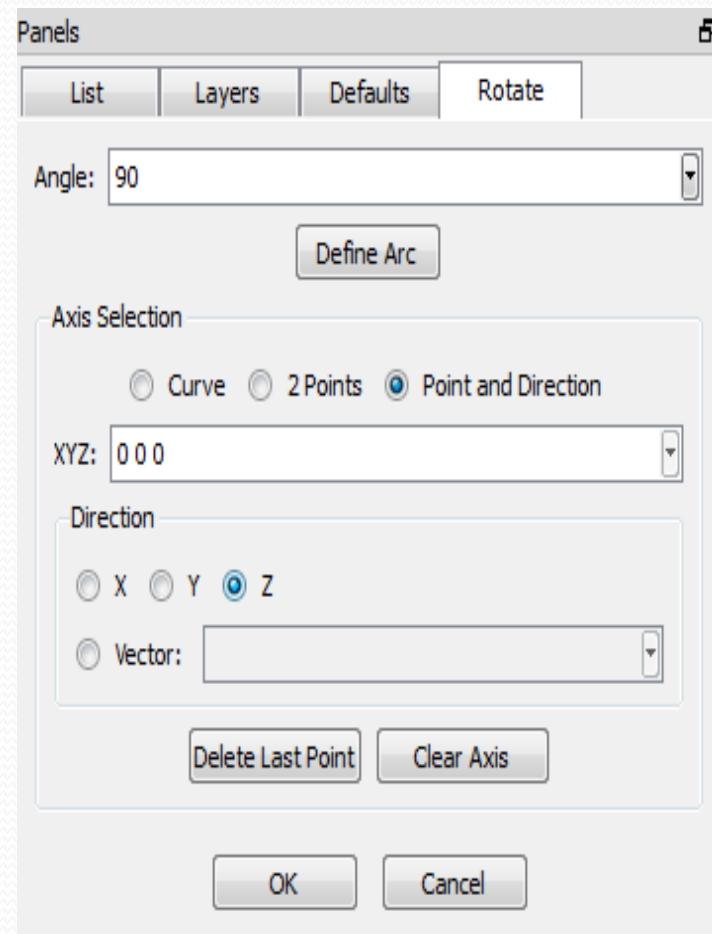 Panels
List Layers Defaults Rotate
Angle: 90
Define Arc
Axis Selection
Curve 2 Points Point and Direction
XYZ: 0 0 0
Direction
X Y Z
Vector:
Delete Last Point Clear Axis
OK Cancel